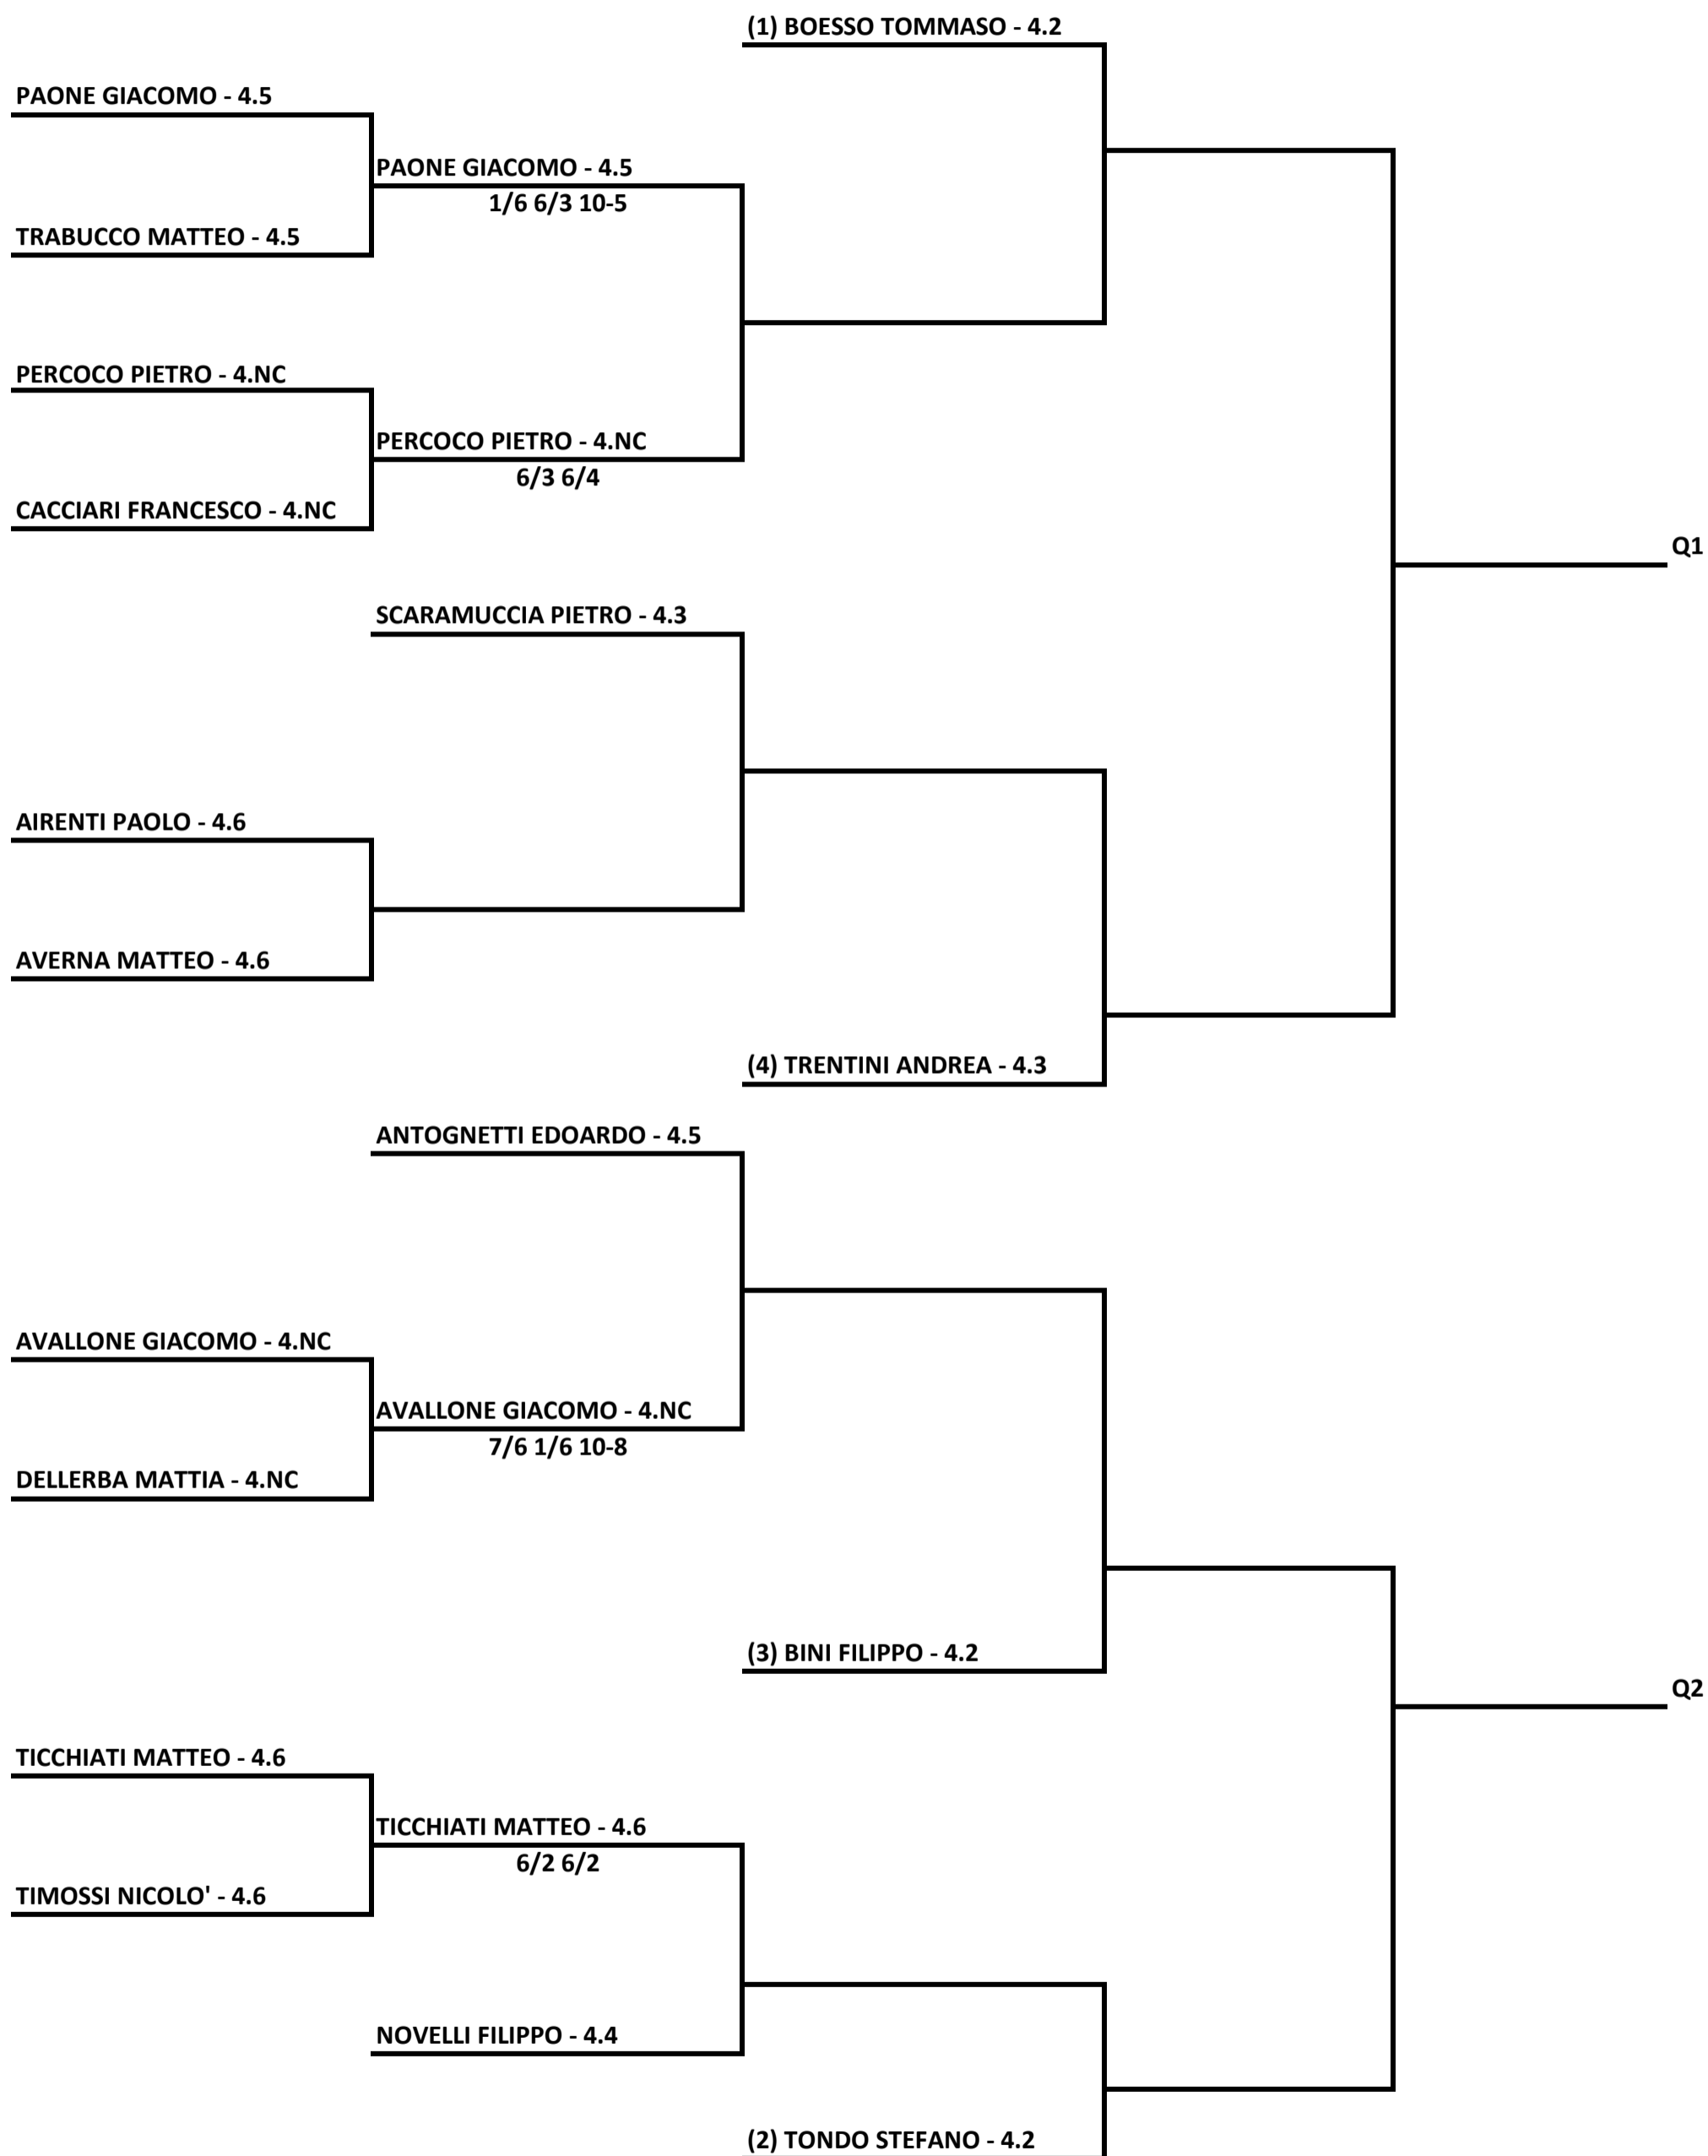 (1) BOESSO TOMMASO - 4.2
PAONE GIACOMO - 4.5
PAONE GIACOMO - 4.5
1/6 6/3 10-5
TRABUCCO MATTEO - 4.5
PERCOCO PIETRO - 4.NC
PERCOCO PIETRO - 4.NC
6/3 6/4
CACCIARI FRANCESCO - 4.NC
Q1
SCARAMUCCIA PIETRO - 4.3
AIRENTI PAOLO - 4.6
AVERNA MATTEO - 4.6
(4) TRENTINI ANDREA - 4.3
ANTOGNETTI EDOARDO - 4.5
AVALLONE GIACOMO - 4.NC
AVALLONE GIACOMO - 4.NC
7/6 1/6 10-8
DELLERBA MATTIA - 4.NC
(3) BINI FILIPPO - 4.2
Q2
TICCHIATI MATTEO - 4.6
TICCHIATI MATTEO - 4.6
6/2 6/2
TIMOSSI NICOLO' - 4.6
NOVELLI FILIPPO - 4.4
(2) TONDO STEFANO - 4.2